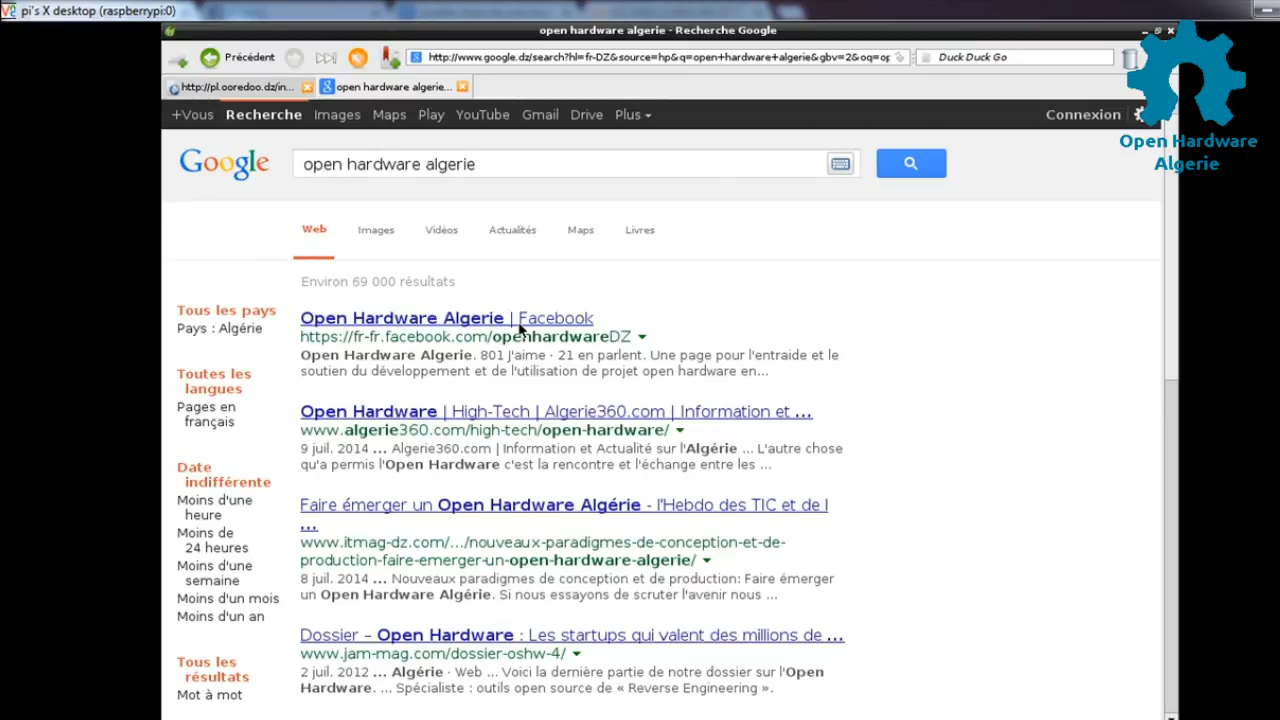 pi's X desktop (raspberrypi:0)
open hardware algerie - Recherche Google
Précédent
http://www.google.dz/search?hl=fr-DZ&source=hp&q=open+hardware+algerie&gbv=2&oq=op
Duck Duck Go
http://pl.ooredoo.dz/in...
open hardware algerie...
+Vous Recherche Images Maps Play YouTube Gmail Drive Plus Connexion
Open Hardware
Algerie
Google
open hardware algerie
Web Images Vidéos Actualités Maps Livres
Environ 69 000 résultats
Tous les pays
Pays : Algérie
Toutes les
langues
Pages en
français
Date
indifférente
Moins d'une
heure
Moins de
24 heures
Moins d'une
semaine
Moins d'un mois
Moins d'un an
Tous les
résultats
Mot à mot
Open Hardware Algerie | Facebook
https://fr-fr.facebook.com/openhardwareDZ
Open Hardware Algerie. 801 J'aime · 21 en parlent. Une page pour l'entraide et le
soutien du développement et de l'utilisation de projet open hardware en...
Open Hardware | High-Tech | Algerie360.com | Information et ...
www.algerie360.com/high-tech/open-hardware/
9 juil. 2014 ... Algerie360.com | Information et Actualité sur l'Algérie ... L'autre chose
qu'a permis l'Open Hardware c'est la rencontre et l'échange entre les ...
Faire émerger un Open Hardware Algérie - l'Hebdo des TIC et de l
...
www.itmag-dz.com/.../nouveaux-paradigmes-de-conception-et-de-
production-faire-emerger-un-open-hardware-algerie/
8 juil. 2014 ... Nouveaux paradigmes de conception et de production: Faire émerger
un Open Hardware Algérie. Si nous essayons de scruter l'avenir nous ...
Dossier – Open Hardware : Les startups qui valent des millions de ...
www.jam-mag.com/dossier-oshw-4/
2 juil. 2012 ... Algérie · Web ... Voici la dernière partie de notre dossier sur l'Open
Hardware. ... Spécialiste : outils open source de « Reverse Engineering ».